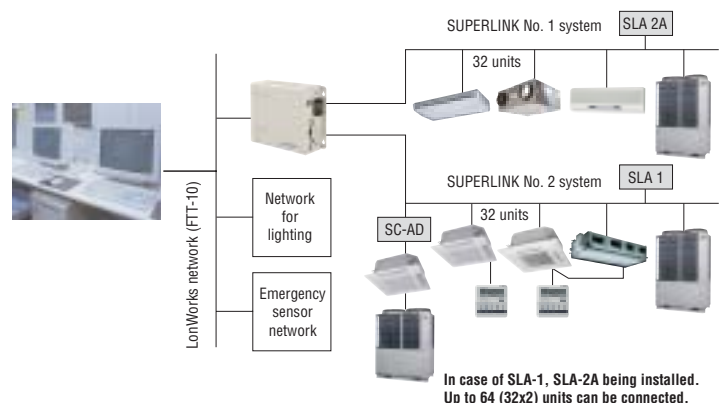 SUPERLINK No. 1 system
SLA 2A
32 units
SUPERLINK No. 2 system
SLA 1
32 units
SC-AD
LonWorks network (FTT-10)
Network
for
lighting
Emergency
sensor
network
In case of SLA-1, SLA-2A being installed.
Up to 64 (32x2) units can be connected.